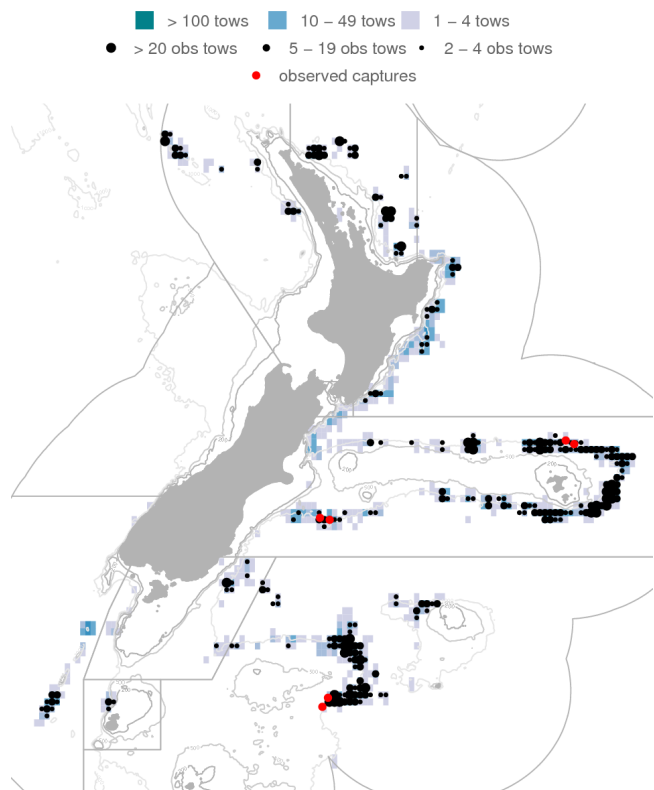 > 100 tows 10 − 49 tows 1 − 4 tows
> 20 obs tows 5 − 19 obs tows 2 − 4 obs tows
observed captures